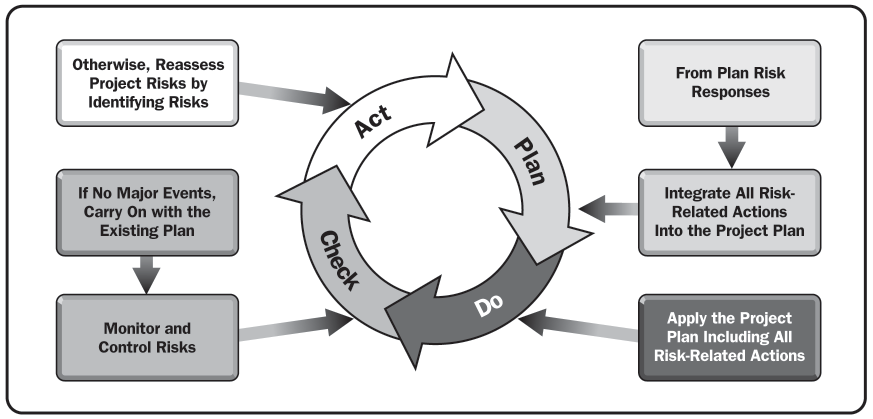 Otherwise, Reassess
Project Risks by
Identifying Risks
If No Major Events,
Carry On with the
Existing Plan
Monitor and
Control Risks
Act
Plan
Check
Do
From Plan Risk
Responses
Integrate All Risk-
Related Actions
Into the Project Plan
Apply the Project
Plan Including All
Risk-Related Actions